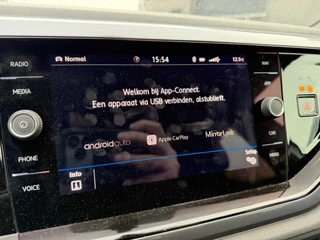 RADIO
MEDIA
PHONE
VOICE
Normal
15:54
12.5°c
Welkom bij App-Connect.
Een apparaat via USB verbinden, alstublieft.
androidauto
Apple CarPlay
MirrorLink
Info
NAV
CAR
MENU